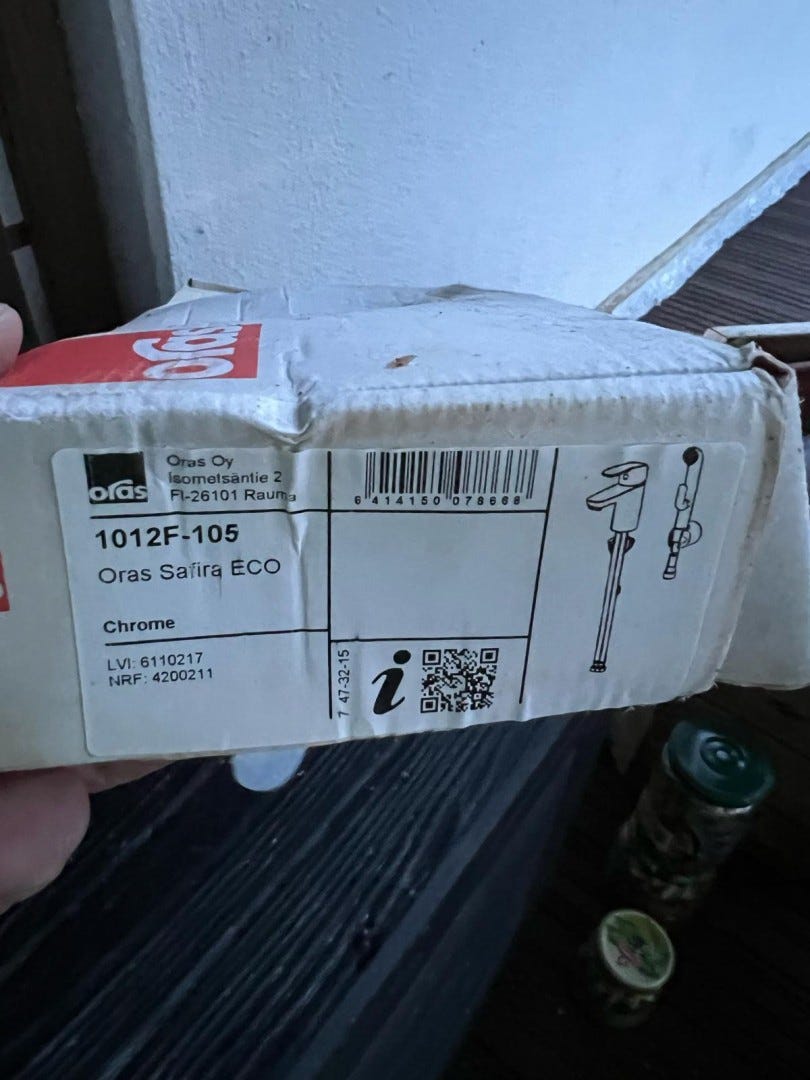 oras
oras
Oras Oy
Isometsäntie 2
FI-26101 Rauma
6 414150 078668
1012F-105
Oras Safira ECO
Chrome
LVI: 6110217
NRF: 4200211
7 47-32-15
i